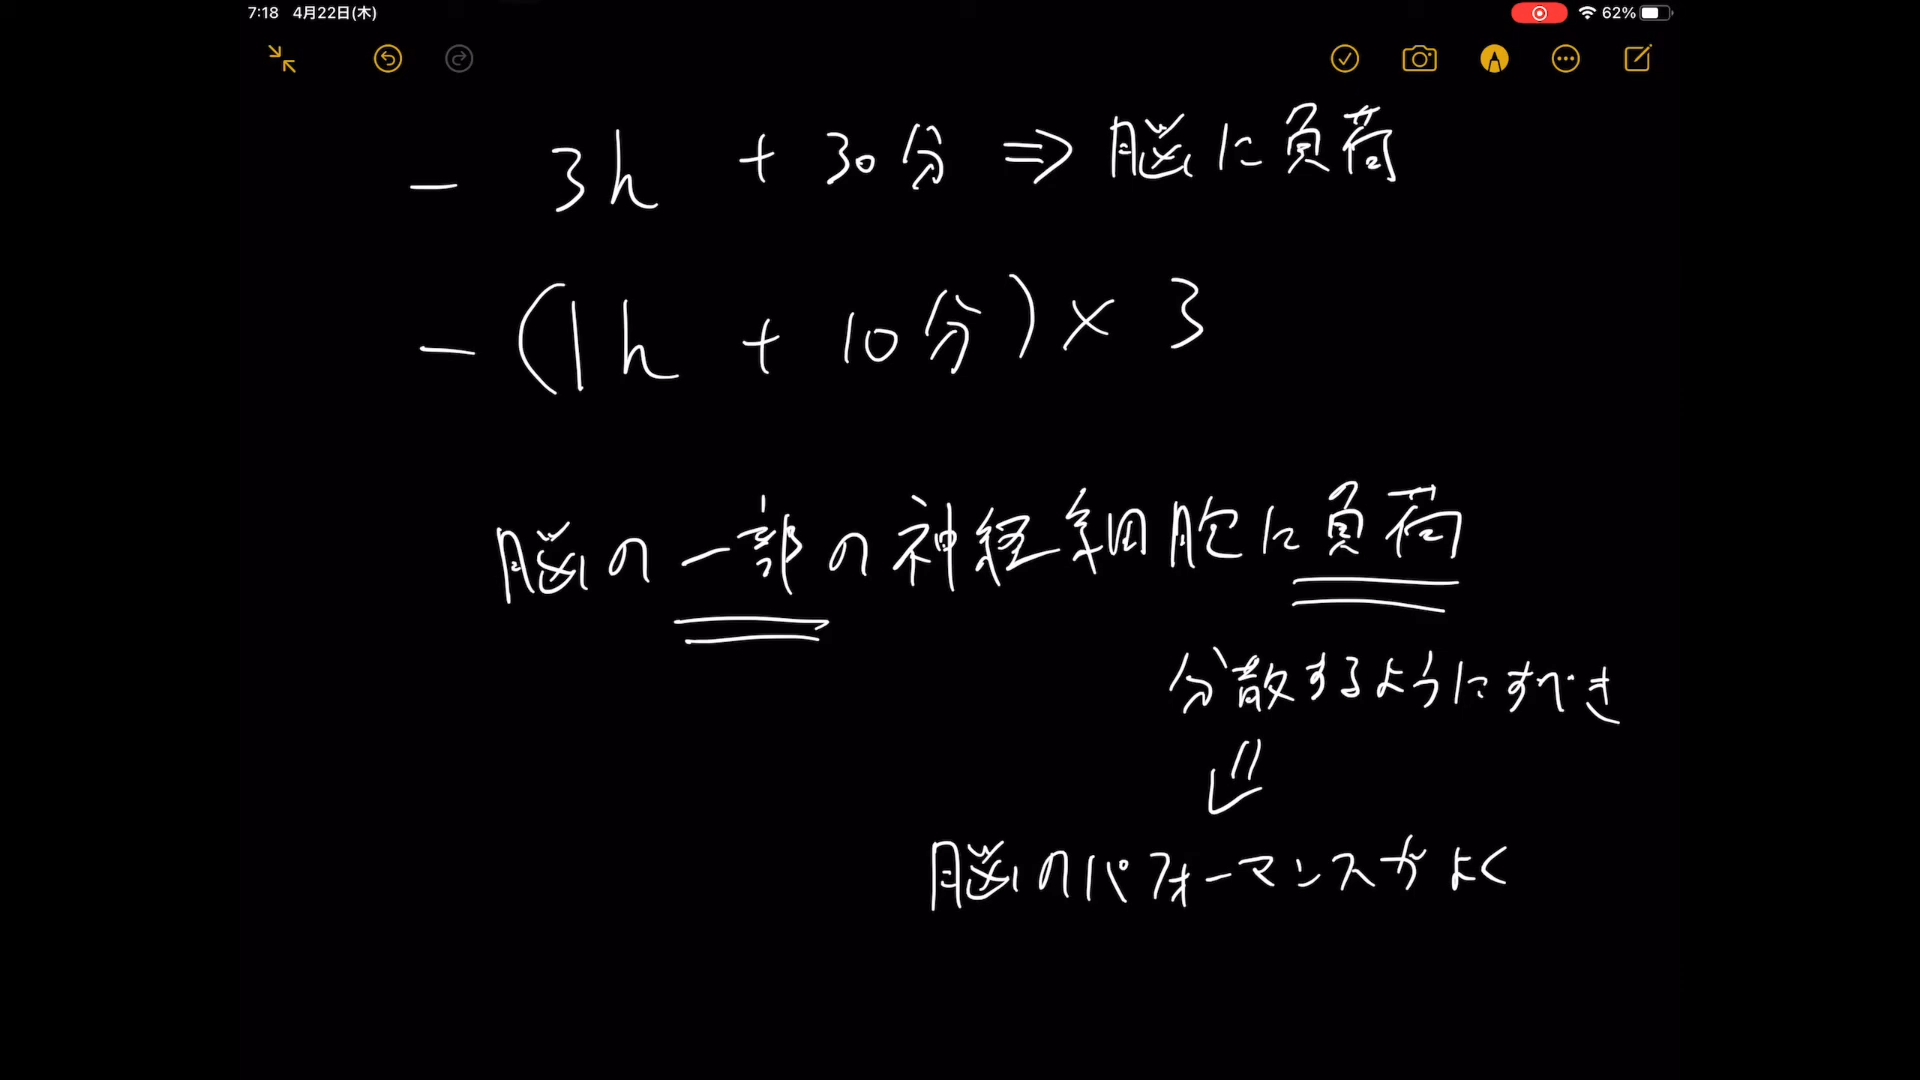 7:18 4月22日(木) 62%
- 3h + 30分 ⇒ 脳に負荷
- (1h + 10分) × 3
脳の一部の神経細胞に負荷
分散するようにすべき
⇓
脳のパフォーマンスがよく